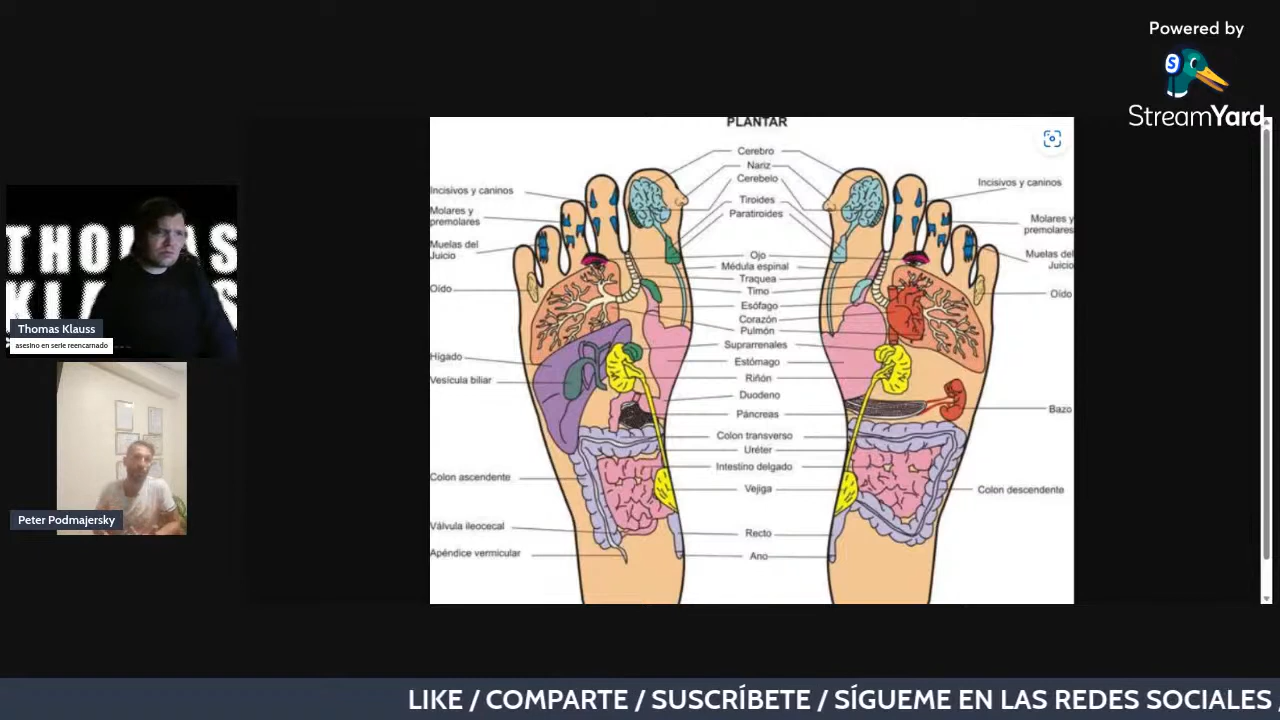 Powered by
S
StreamYard
PLANTAR
Cerebro
Nariz
Cerebelo
Tiroides
Paratiroides
Ojo
Médula espinal
Traquea
Timo
Esófago
Corazón
Pulmón
Suprarrenales
Estómago
Riñón
Duodeno
Páncreas
Colon transverso
Uréter
Intestino delgado
Vejiga
Recto
Ano
Incisivos y caninos
Molares y
premolares
Muelas del
Juicio
Oído
Hígado
Vesícula biliar
Colon ascendente
Válvula ileocecal
Apéndice vermicular
Incisivos y caninos
Molares y
premolares
Muelas del
Juicio
Oído
Bazo
Colon descendente
THOMAS
Thomas Klauss
asesino en serie reencarnado
Peter Podmajersky
LIKE / COMPARTE / SUSCRÍBETE / SÍGUEME EN LAS REDES SOCIALES /